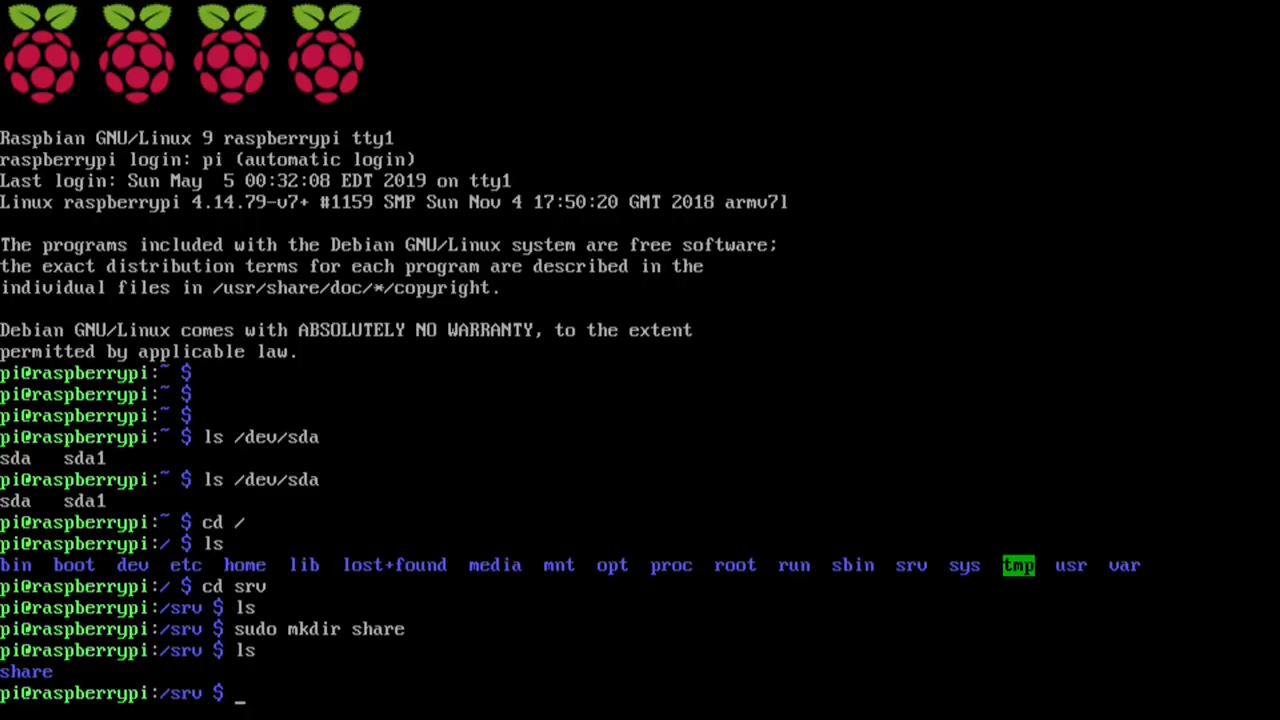 Raspbian GNU/Linux 9 raspberrypi tty1
raspberrypi login: pi (automatic login)
Last login: Sun May  5 00:32:08 EDT 2019 on tty1
Linux raspberrypi 4.14.79-v7+ #1159 SMP Sun Nov 4 17:50:20 GMT 2018 armv7l
The programs included with the Debian GNU/Linux system are free software;
the exact distribution terms for each program are described in the
individual files in /usr/share/doc/*/copyright.
Debian GNU/Linux comes with ABSOLUTELY NO WARRANTY, to the extent
permitted by applicable law.
pi@raspberrypi:~ $
pi@raspberrypi:~ $
pi@raspberrypi:~ $
pi@raspberrypi:~ $ ls /dev/sda
sda   sda1
pi@raspberrypi:~ $ ls /dev/sda
sda   sda1
pi@raspberrypi:~ $ cd /
pi@raspberrypi:/ $ ls
bin  boot  dev  etc  home  lib  lost+found  media  mnt  opt  proc  root  run  sbin  srv  sys  tmp  usr  var
pi@raspberrypi:/ $ cd srv
pi@raspberrypi:/srv $ ls
pi@raspberrypi:/srv $ sudo mkdir share
pi@raspberrypi:/srv $ ls
share
pi@raspberrypi:/srv $ _